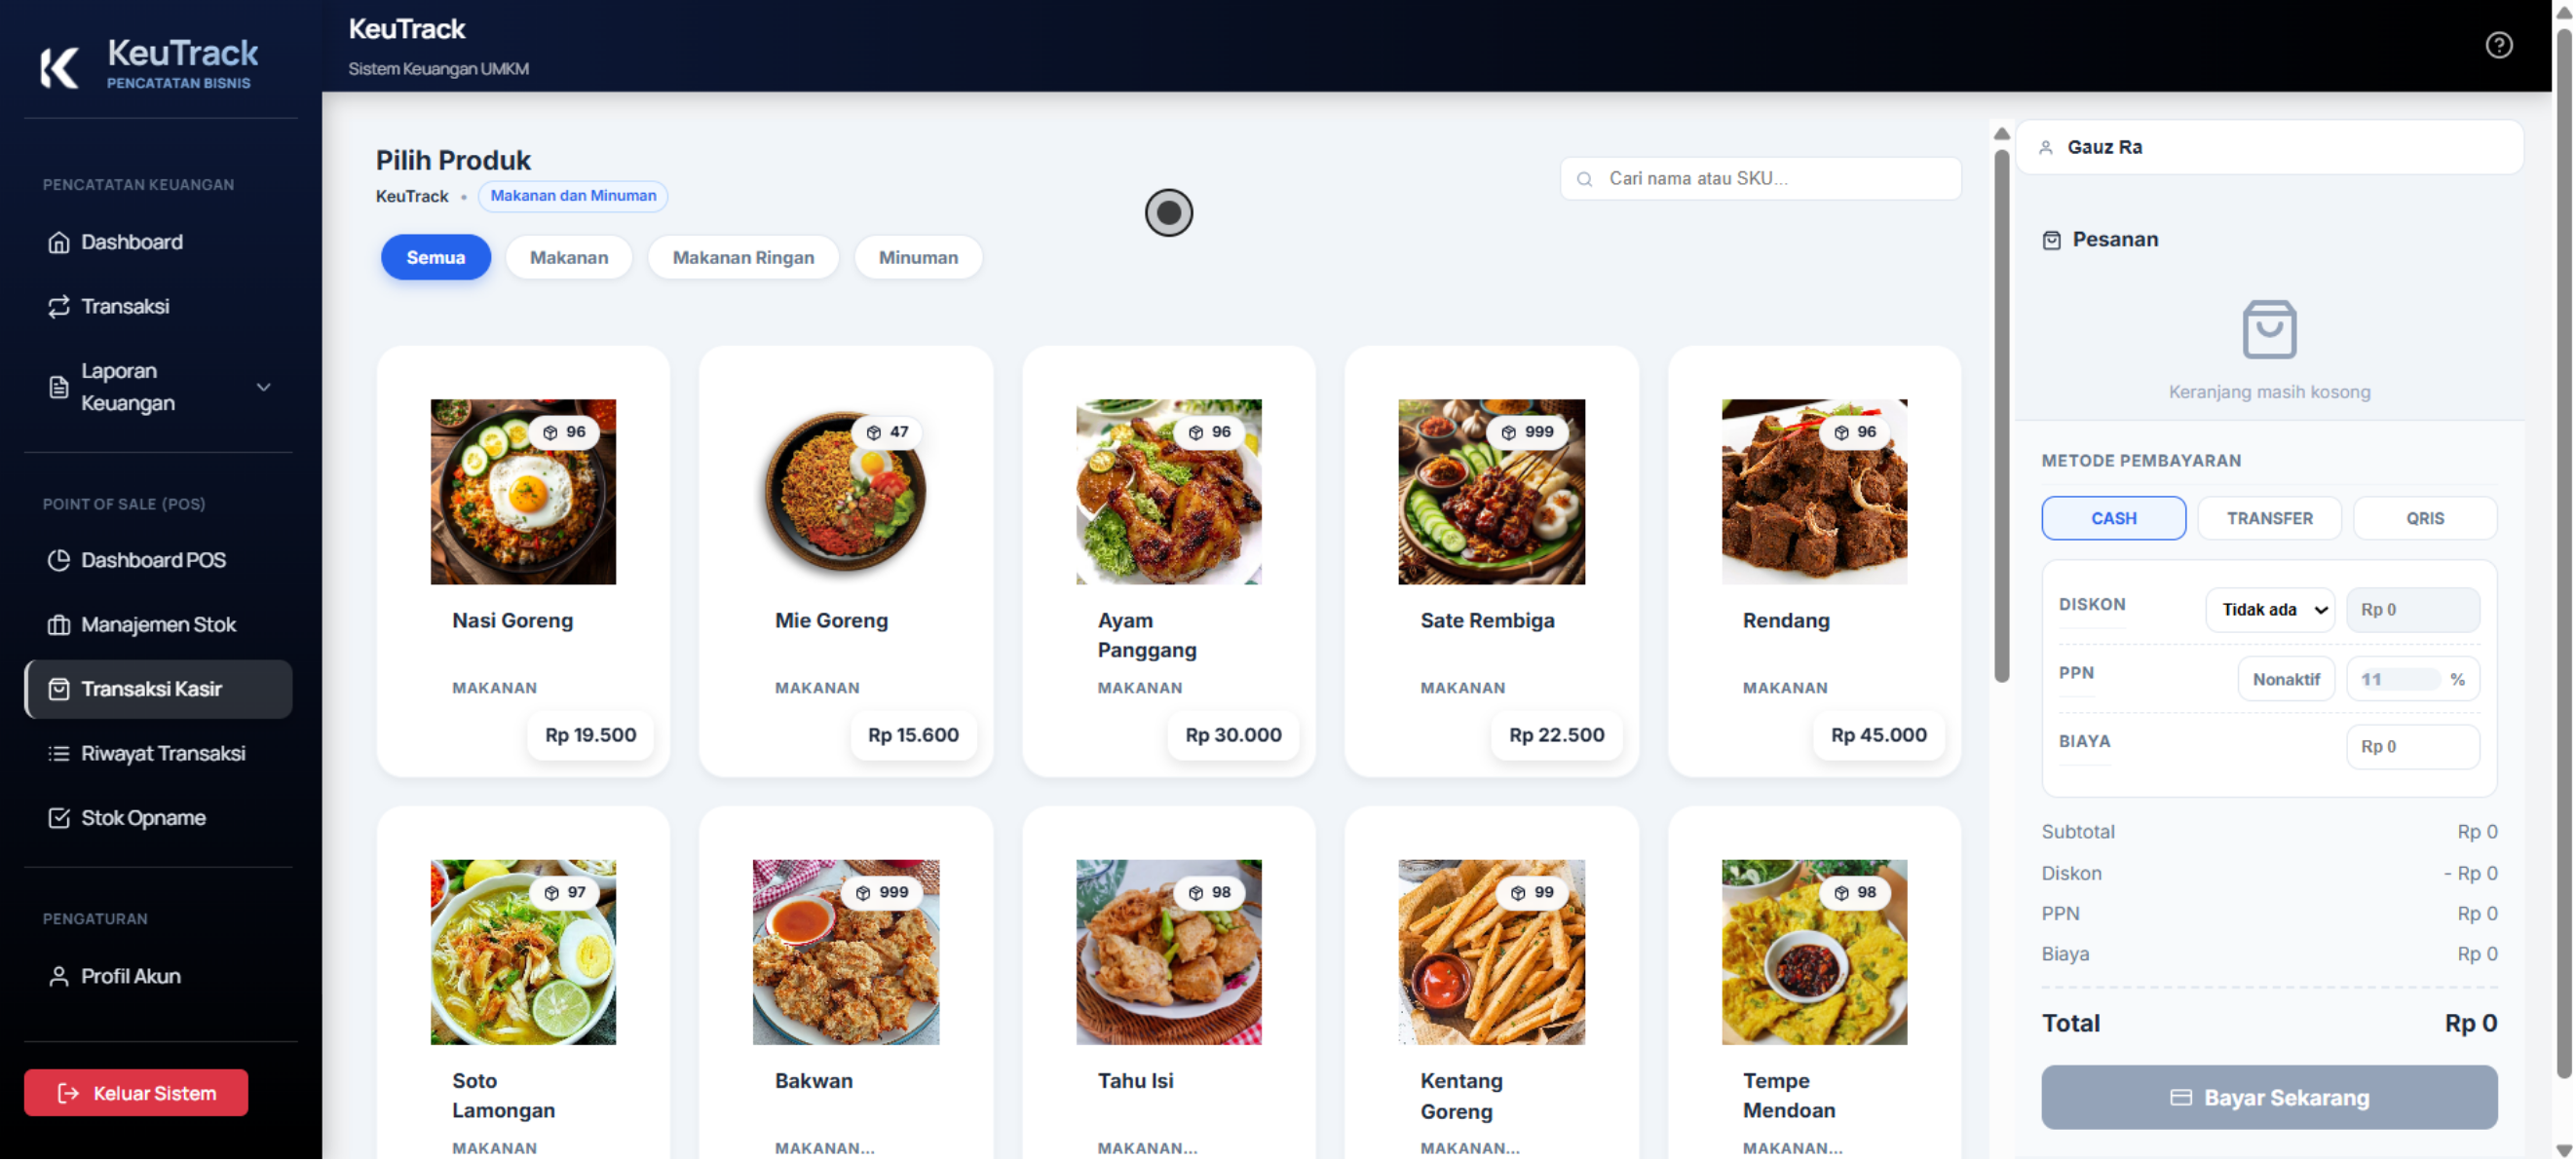 KeuTrack
PENCATATAN BISNIS
PENCATATAN KEUANGAN
Dashboard
Transaksi
Laporan
Keuangan
POINT OF SALE (POS)
Dashboard POS
Manajemen Stok
Transaksi Kasir
Riwayat Transaksi
Stok Opname
PENGATURAN
Profil Akun
Keluar Sistem
KeuTrack
Sistem Keuangan UMKM
Pilih Produk
KeuTrack • Makanan dan Minuman
Cari nama atau SKU...
Semua
Makanan
Makanan Ringan
Minuman
96
Nasi Goreng
MAKANAN
Rp 19.500
47
Mie Goreng
MAKANAN
Rp 15.600
96
Ayam
Panggang
MAKANAN
Rp 30.000
999
Sate Rembiga
MAKANAN
Rp 22.500
96
Rendang
MAKANAN
Rp 45.000
97
Soto
Lamongan
MAKANAN
999
Bakwan
MAKANAN...
98
Tahu Isi
MAKANAN...
99
Kentang
Goreng
MAKANAN...
98
Tempe
Mendoan
MAKANAN...
Gauz Ra
Pesanan
Keranjang masih kosong
METODE PEMBAYARAN
CASH
TRANSFER
QRIS
DISKON
Tidak ada
Rp 0
PPN
Nonaktif
11 %
BIAYA
Rp 0
Subtotal Rp 0
Diskon - Rp 0
PPN Rp 0
Biaya Rp 0
Total Rp 0
Bayar Sekarang